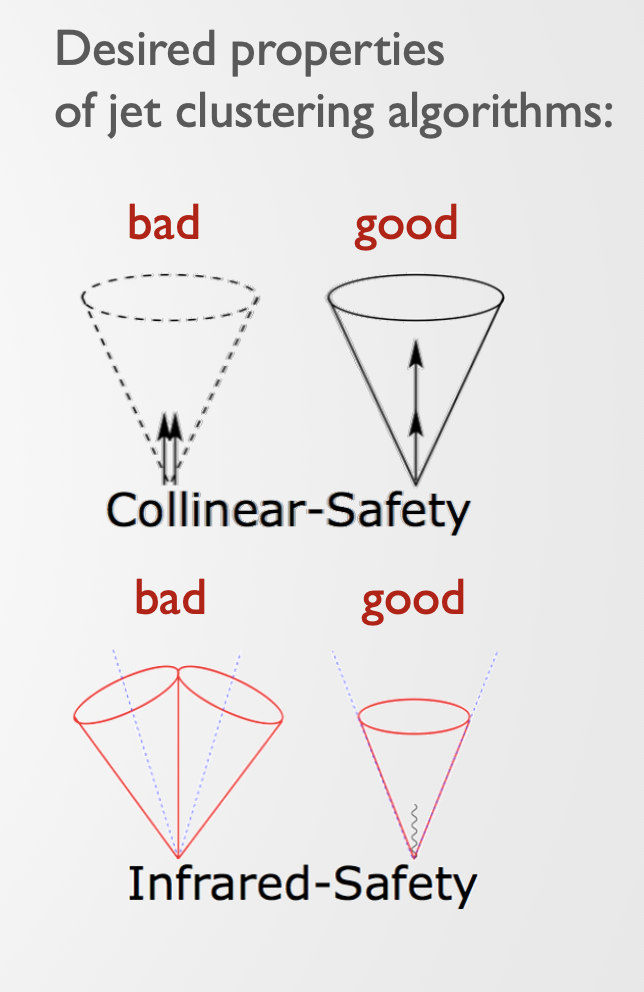 Desired properties
of jet clustering algorithms:
bad good
Collinear-Safety
bad good
Infrared-Safety